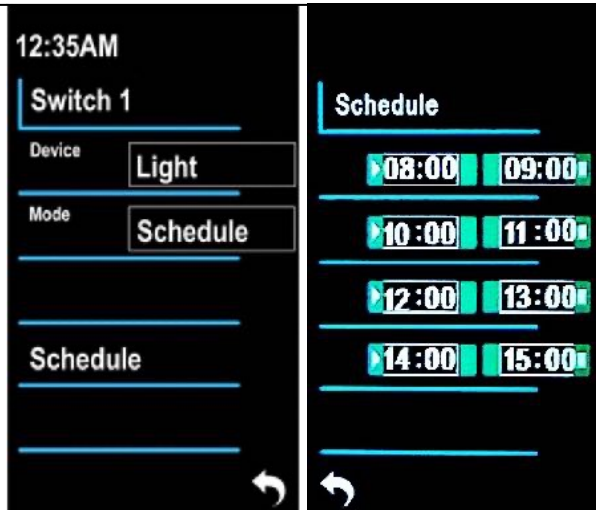 12:35AM
Switch 1
Device
Light
Mode
Schedule
Schedule
Schedule
08:00 09:00
10:00 11:00
12:00 13:00
14:00 15:00